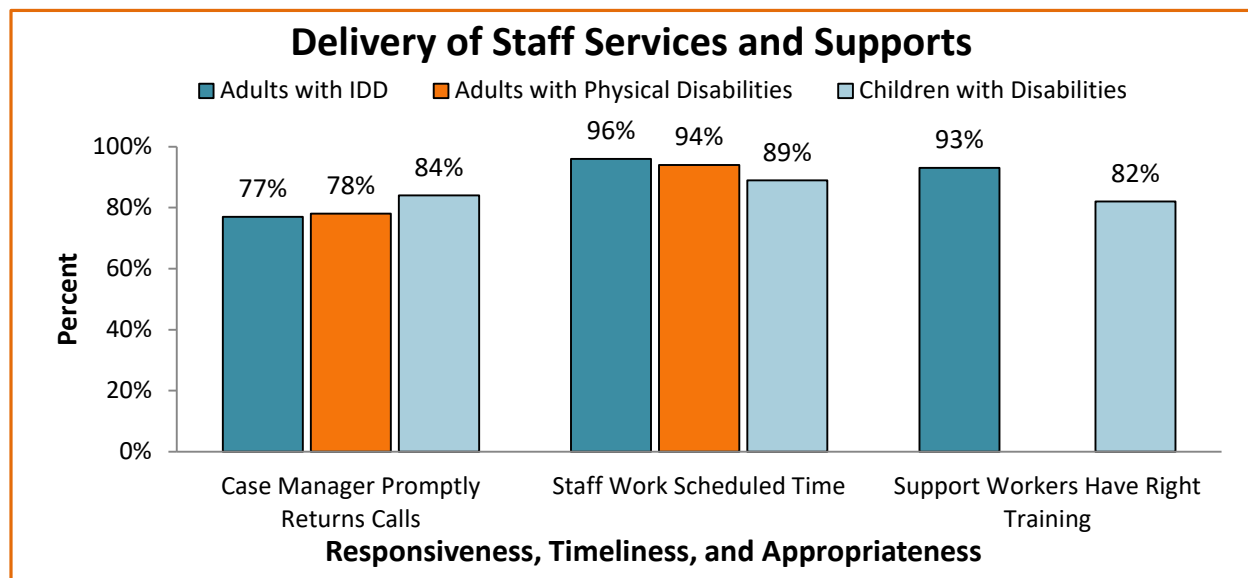 Delivery of Staff Services and Supports
Adults with IDD Adults with Physical Disabilities Children with Disabilities
100%
80%
60%
40%
20%
0%
Percent
77% 78% 84%
96% 94% 89%
93% 82%
Case Manager Promptly
Returns Calls
Staff Work Scheduled Time
Support Workers Have Right
Training
Responsiveness, Timeliness, and Appropriateness